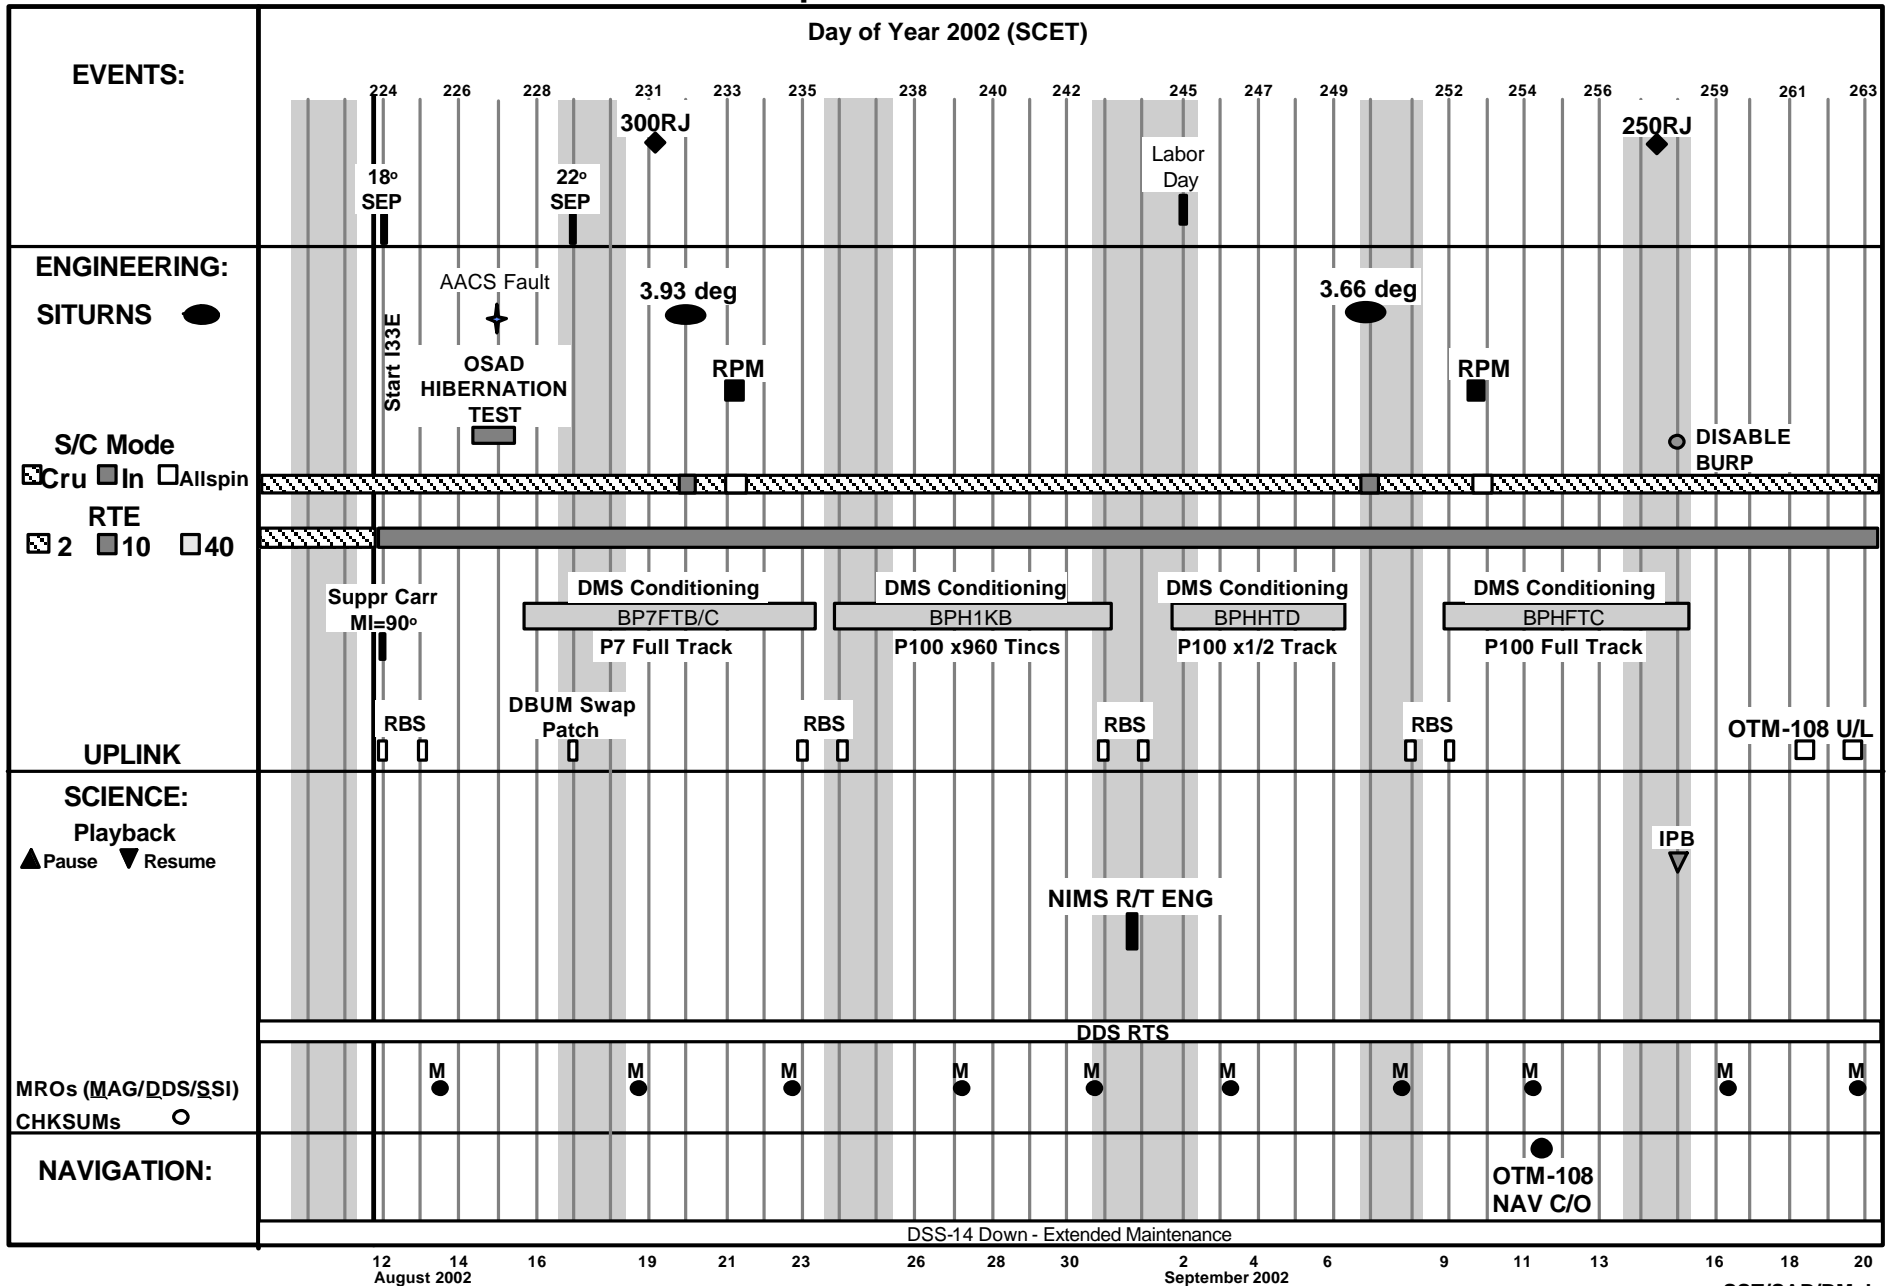 Day of Year 2002 (SCET)
EVENTS:
224 226 228 231 233 235 238 240 242 245 247 249 252 254 256 259 261 263
300RJ
250RJ
Labor
Day
18o
SEP
22o
SEP
ENGINEERING:
SITURNS
Start I33E
AACS Fault
3.93 deg
3.66 deg
OSAD
HIBERNATION
TEST
RPM
RPM
DISABLE
BURP
S/C Mode
Cru In Allspin
RTE
2 10 40
Suppr Carr
MI=90o
DMS Conditioning
BP7FTB/C
P7 Full Track
DMS Conditioning
BPH1KB
P100 x960 Tincs
DMS Conditioning
BPHHTD
P100 x1/2 Track
DMS Conditioning
BPHFTC
P100 Full Track
RBS
DBUM Swap
Patch
RBS
RBS
RBS
OTM-108 U/L
UPLINK
SCIENCE:
Playback
Pause Resume
IPB
NIMS R/T ENG
DDS RTS
M M M M M M M M M M
MROs (MAG/DDS/SSI)
CHKSUMs
NAVIGATION:
OTM-108
NAV C/O
DSS-14 Down - Extended Maintenance
12 14 16 19 21 23 26 28 30 2 4 6 9 11 13 16 18 20
August 2002
September 2002